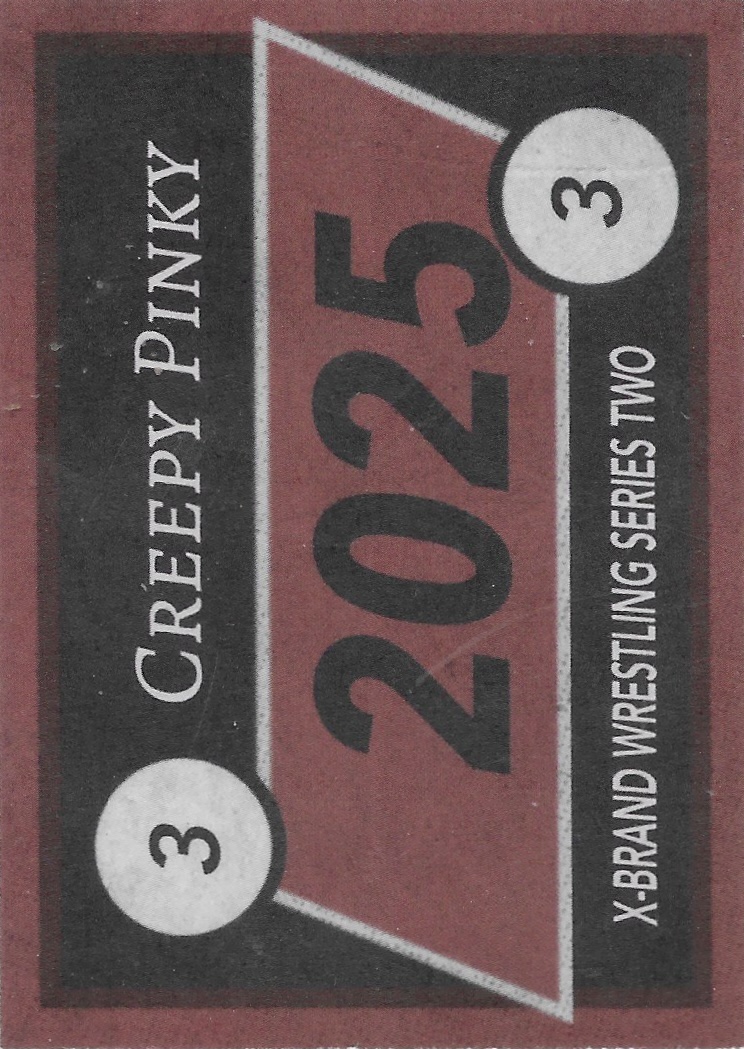 3
CREEPY PINKY
2025
3
X-BRAND WRESTLING SERIES TWO